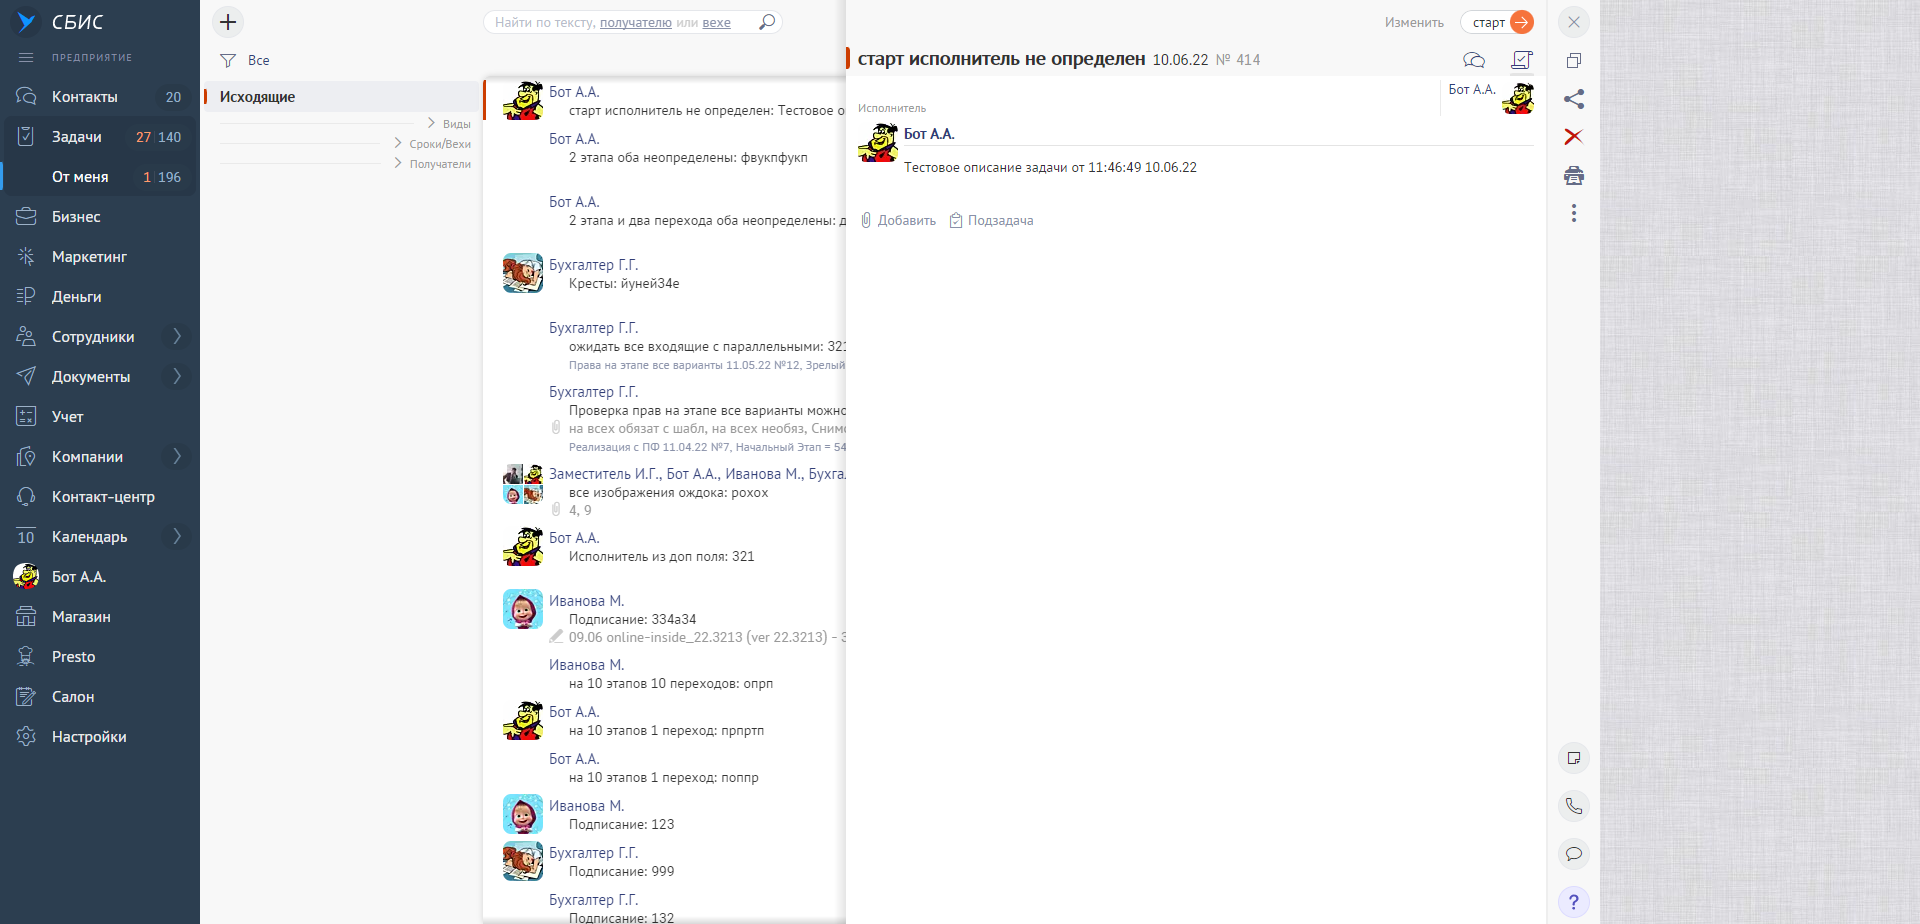 СБИС
ПРЕДПРИЯТИЕ
Контакты 20
Задачи 27 140
От меня 1 196
Бизнес
Маркетинг
Деньги
Сотрудники
Документы
Учет
Компании
Контакт-центр
10 Календарь
Бот А.А.
Магазин
Presto
Салон
Настройки
Найти по тексту, получателю или вехе
Все
Исходящие
Виды
Сроки/Вехи
Получатели
Бот А.А.
старт исполнитель не определен: Тестовое о
Бот А.А.
2 этапа оба неопределены: фвукпфукп
Бот А.А.
2 этапа и два перехода оба неопределены: д
Бухгалтер Г.Г.
Кресты: йуней34е
Бухгалтер Г.Г.
ожидать все входящие с параллельными: 321
Права на этапе все варианты 11.05.22 №12, Зрелый
Бухгалтер Г.Г.
Проверка прав на этапе все варианты можно
на всех обязат с шабл, на всех необяз, Снимо
Реализация с ПФ 11.04.22 №7, Начальный Этап = 54
Заместитель И.Г., Бот А.А., Иванова М., Бухгал
все изображения ождока: рохох
4, 9
Бот А.А.
Исполнитель из доп поля: 321
Иванова М.
Подписание: 334а34
09.06 online-inside_22.3213 (ver 22.3213) - 3
Иванова М.
на 10 этапов 10 переходов: опрп
Бот А.А.
на 10 этапов 1 переход: прпртп
Бот А.А.
на 10 этапов 1 переход: поппр
Иванова М.
Подписание: 123
Бухгалтер Г.Г.
Подписание: 999
Бухгалтер Г.Г.
Подписание: 132
Изменить старт
старт исполнитель не определен 10.06.22 № 414
Бот А.А.
Исполнитель
Бот А.А.
Тестовое описание задачи от 11:46:49 10.06.22
Добавить Подзадача
?